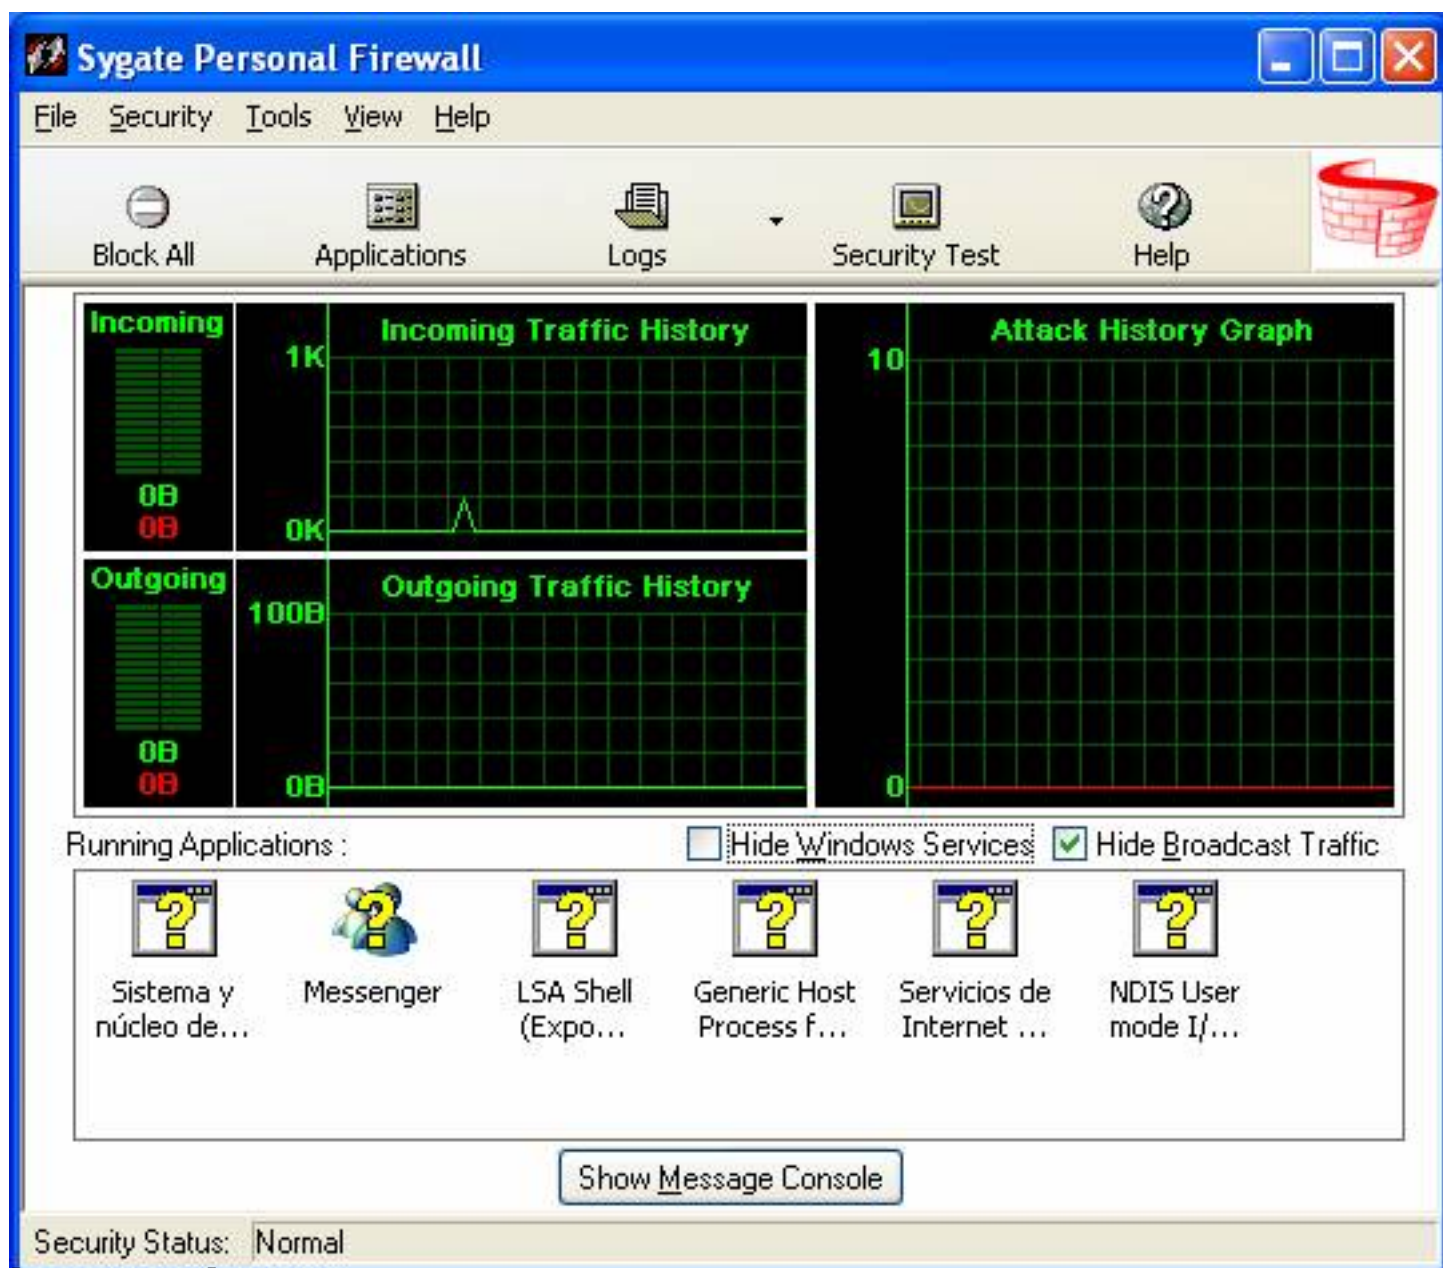 Sygate Personal Firewall
File Security Tools View Help
Block All Applications Logs Security Test Help
Incoming
0B
0B
Incoming Traffic History
1K
0K
Attack History Graph
10
0
Outgoing
0B
0B
Outgoing Traffic History
100B
0B
Running Applications :
Hide Windows Services
Hide Broadcast Traffic
Sistema y
núcleo de...
Messenger
LSA Shell
(Expo...
Generic Host
Process f...
Servicios de
Internet ...
NDIS User
mode I/...
Show Message Console
Security Status: Normal